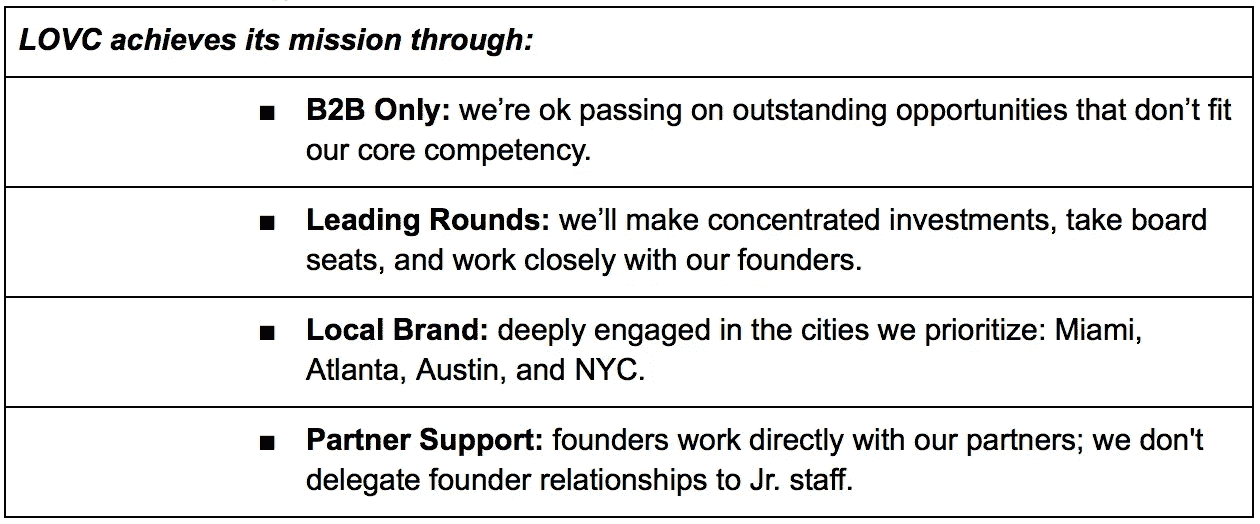 LOVC achieves its mission through:
■ B2B Only: we’re ok passing on outstanding opportunities that don’t fit
our core competency.
■ Leading Rounds: we’ll make concentrated investments, take board
seats, and work closely with our founders.
■ Local Brand: deeply engaged in the cities we prioritize: Miami,
Atlanta, Austin, and NYC.
■ Partner Support: founders work directly with our partners; we don't
delegate founder relationships to Jr. staff.